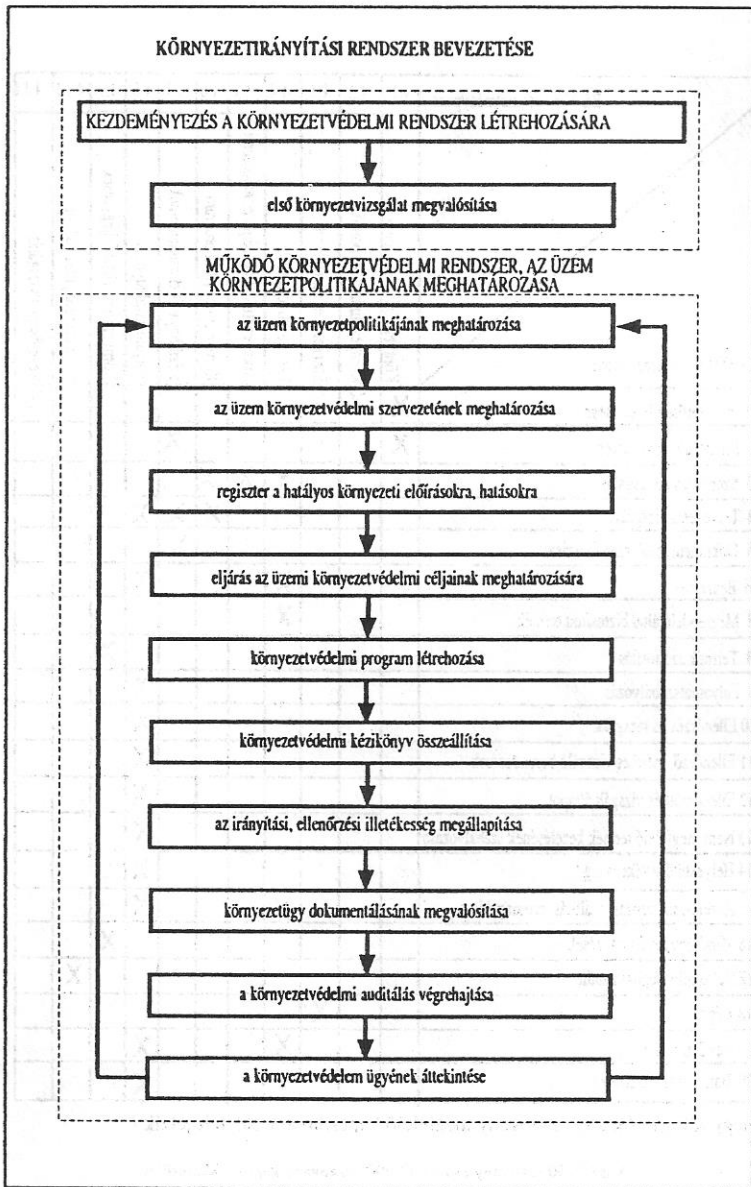 KÖRNYEZETIRÁNYÍTÁSI RENDSZER BEVEZETÉSE
KEZDEMÉNYEZÉS A KÖRNYEZETVÉDELMI RENDSZER LÉTREHOZÁSÁRA
első környezetvizsgálat megvalósítása
MŰKÖDŐ KÖRNYEZETVÉDELMI RENDSZER, AZ ÜZEM
KÖRNYEZETPOLITIKÁJÁNAK MEGHATÁROZÁSA
az üzem környezetpolitikájának meghatározása
az üzem környezetvédelmi szervezetének meghatározása
regiszter a hatályos környezeti előírásokra, hatásokra
eljárás az üzemi környezetvédelmi céljainak meghatározására
környezetvédelmi program létrehozása
környezetvédelmi kézikönyv összeállítása
az irányítási, ellenőrzési illetékesség megállapítása
környezetügy dokumentálásának megvalósítása
a környezetvédelmi auditálás végrehajtása
a környezetvédelem ügyének áttekintése